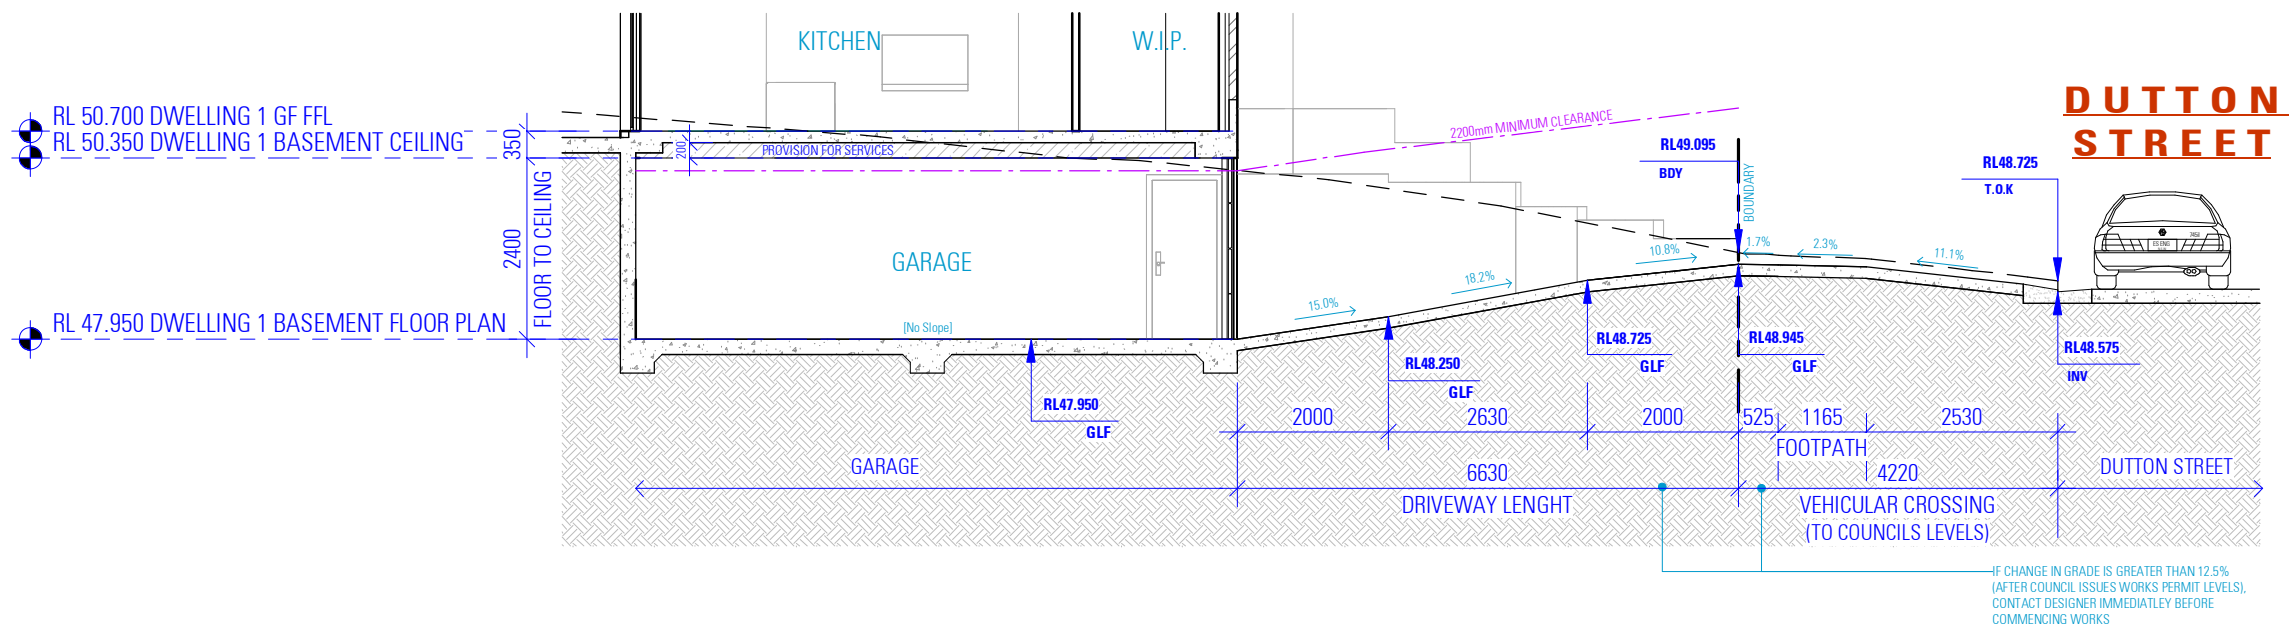 KITCHEN
W.I.P.
DUTTON
STREET
RL 50.700 DWELLING 1 GF FFL
RL 50.350 DWELLING 1 BASEMENT CEILING
350
200
PROVISION FOR SERVICES
2200mm MINIMUM CLEARANCE
RL49.095
BDY
BOUNDARY
RL48.725
T.O.K
2400
FLOOR TO CEILING
GARAGE
10.8%
1.7%
2.3%
11.1%
ES ENG
18.2%
15.0%
RL 47.950 DWELLING 1 BASEMENT FLOOR PLAN
[No Slope]
RL48.725
GLF
RL48.945
GLF
RL48.575
INV
RL48.250
GLF
RL47.950
GLF
2000
2630
2000
525
1165
2530
FOOTPATH
GARAGE
6630
4220
DUTTON STREET
DRIVEWAY LENGHT
VEHICULAR CROSSING
(TO COUNCILS LEVELS)
IF CHANGE IN GRADE IS GREATER THAN 12.5%
(AFTER COUNCIL ISSUES WORKS PERMIT LEVELS),
CONTACT DESIGNER IMMEDIATLEY BEFORE
COMMENCING WORKS